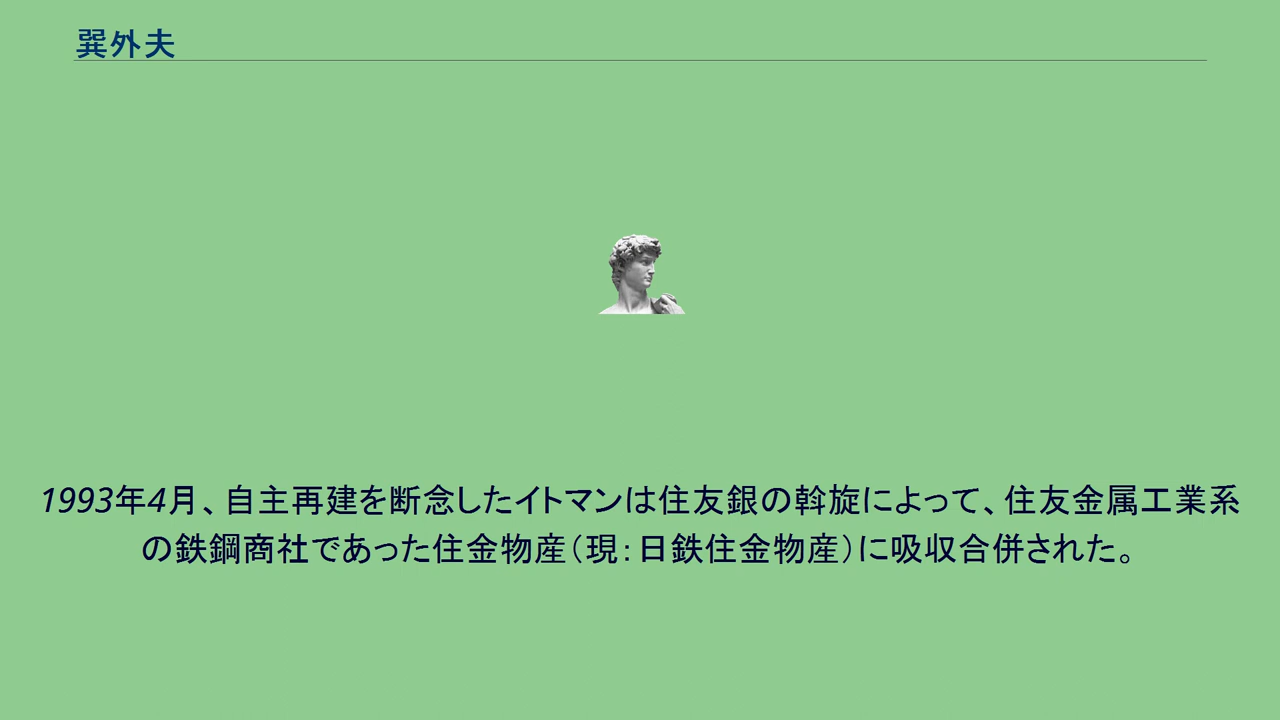 巽外夫
1993年4月、自主再建を断念したイトマンは住友銀の斡旋によって、住友金属工業系
の鉄鋼商社であった住金物産（現：日鉄住金物産）に吸収合併された。